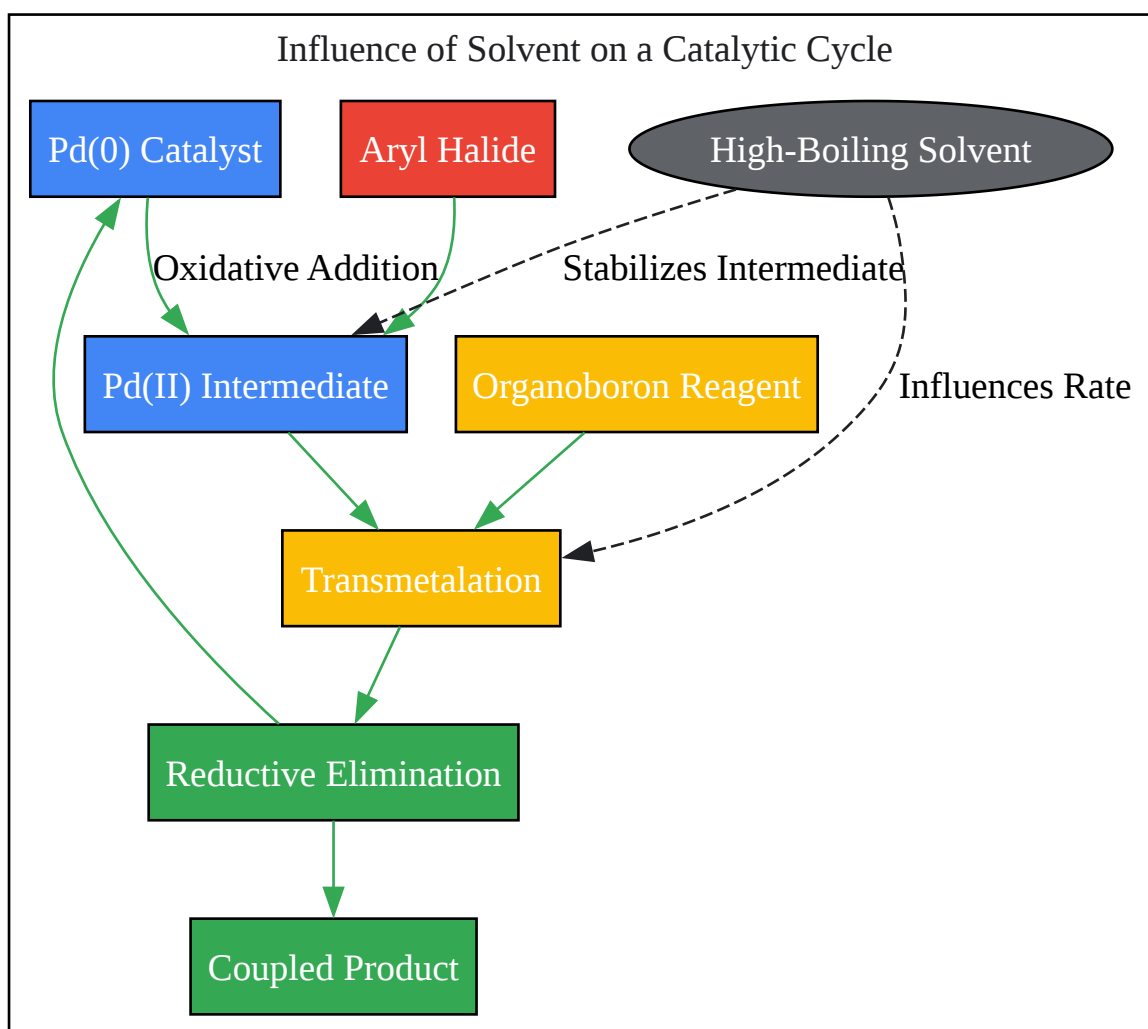 Influence of Solvent on a Catalytic Cycle
Pd(0) Catalyst
Aryl Halide
High-Boiling Solvent
Oxidative Addition
Stabilizes Intermediate
Pd(II) Intermediate
Organoboron Reagent
Influences Rate
Transmetalation
Reductive Elimination
Coupled Product